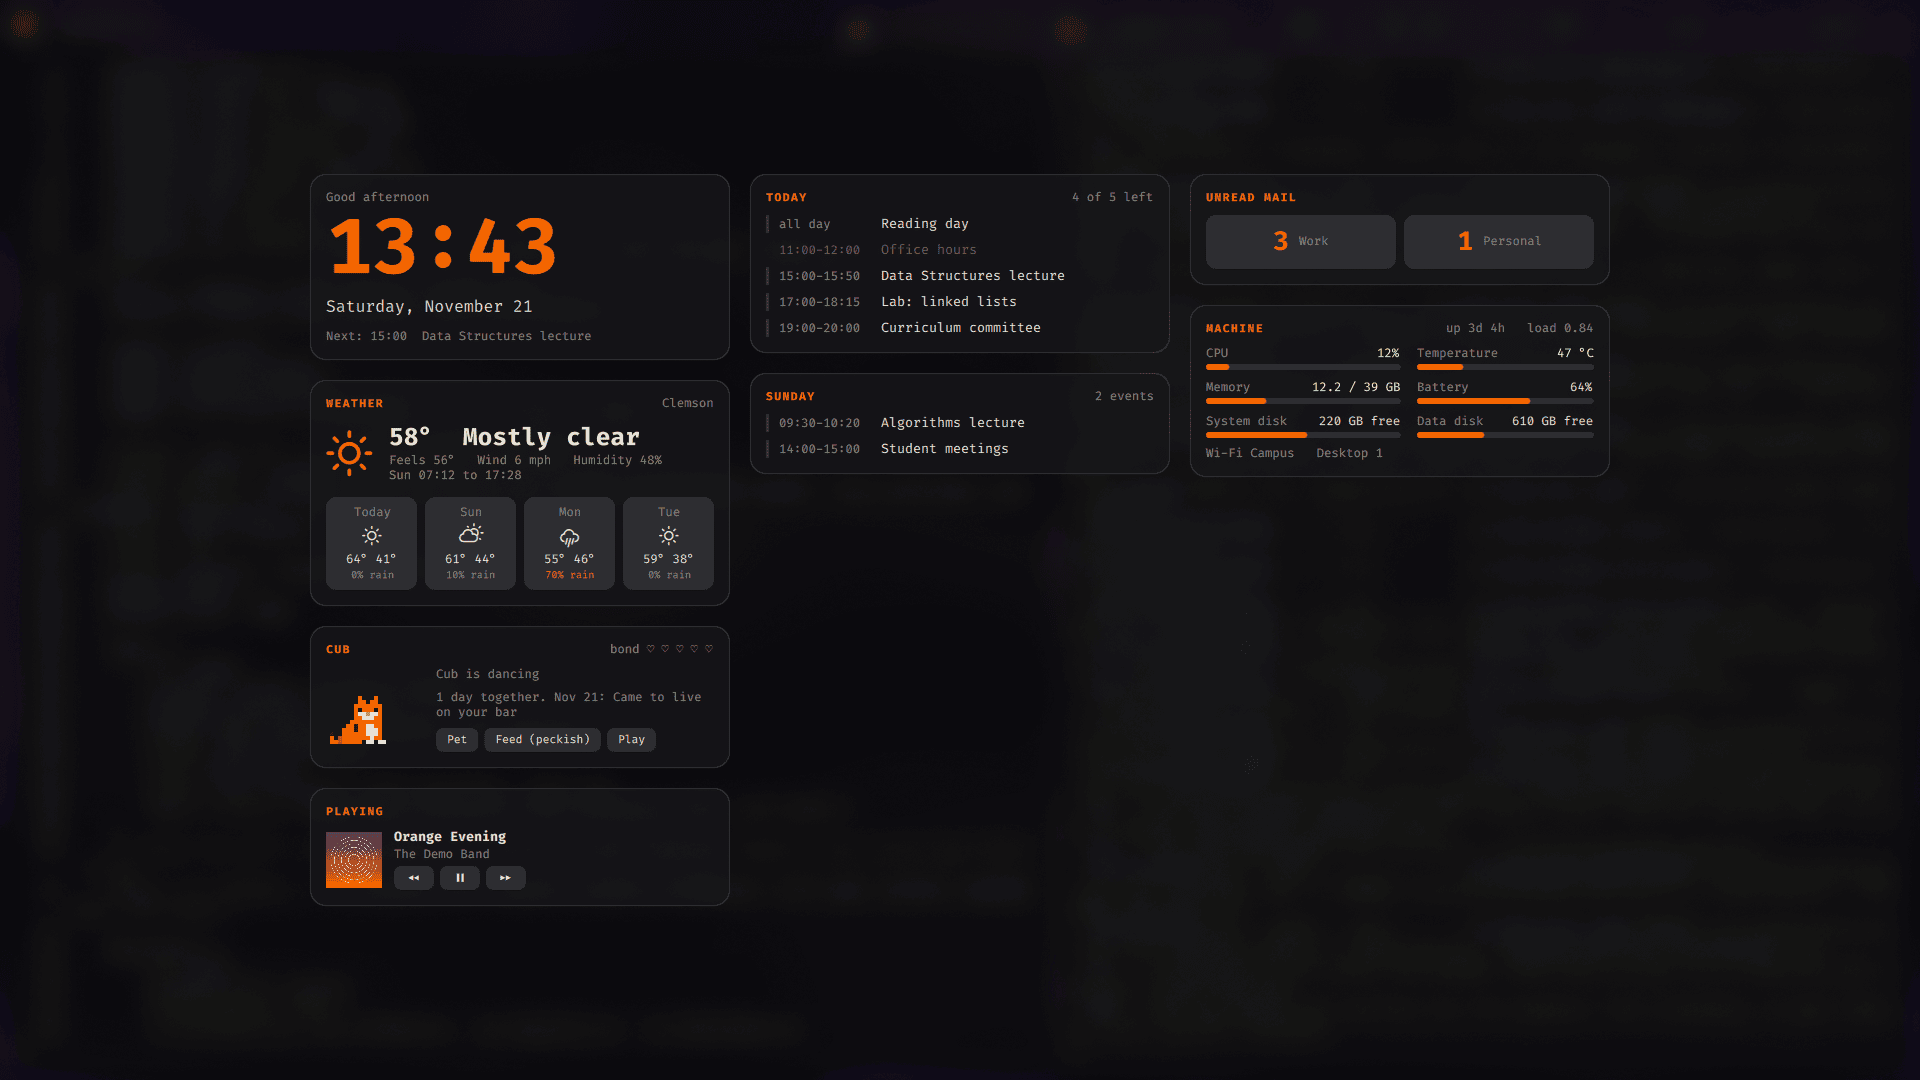 Good afternoon
13:43
Saturday, November 21
Next: 15:00 Data Structures lecture
WEATHER Clemson
58° Mostly clear
Feels 56° Wind 6 mph Humidity 48%
Sun 07:12 to 17:28
Today Sun Mon Tue
64° 41° 61° 44° 55° 46° 59° 38°
0% rain 10% rain 70% rain 0% rain
CUB bond ♡ ♡ ♡ ♡ ♡
Cub is dancing
1 day together. Nov 21: Came to live
on your bar
Pet Feed (peckish) Play
PLAYING
Orange Evening
The Demo Band
TODAY 4 of 5 left
all day Reading day
11:00-12:00 Office hours
15:00-15:50 Data Structures lecture
17:00-18:15 Lab: linked lists
19:00-20:00 Curriculum committee
SUNDAY 2 events
09:30-10:20 Algorithms lecture
14:00-15:00 Student meetings
UNREAD MAIL
3 Work 1 Personal
MACHINE up 3d 4h load 0.84
CPU 12% Temperature 47 °C
Memory 12.2 / 39 GB Battery 64%
System disk 220 GB free Data disk 610 GB free
Wi-Fi Campus Desktop 1